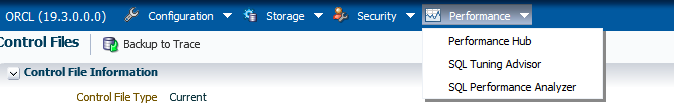 ORCL (19.3.0.0.0) Configuration Storage Security Performance
Control Files Backup to Trace
Performance Hub
SQL Tuning Advisor
SQL Performance Analyzer
Control File Information
Control File Type Current